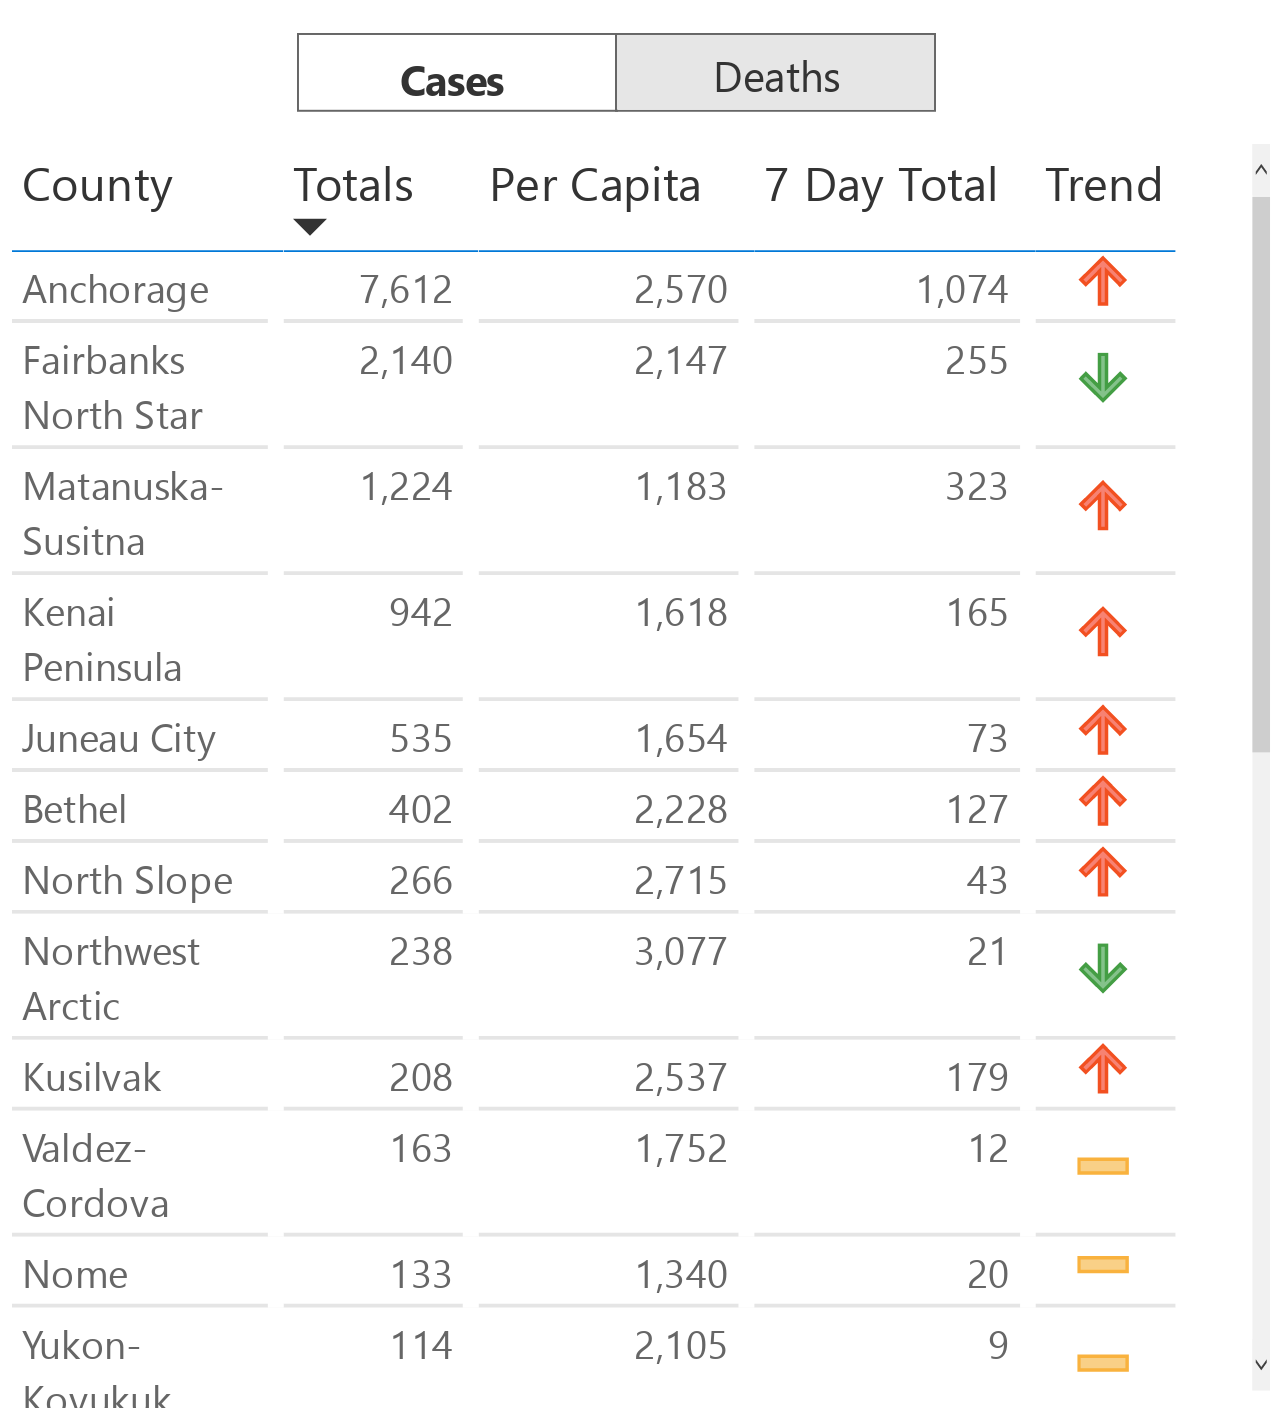 Cases Deaths
County Totals Per Capita 7 Day Total Trend
Anchorage 7,612 2,570 1,074
Fairbanks 2,140 2,147 255
North Star
Matanuska- 1,224 1,183 323
Susitna
Kenai 942 1,618 165
Peninsula
Juneau City 535 1,654 73
Bethel 402 2,228 127
North Slope 266 2,715 43
Northwest 238 3,077 21
Arctic
Kusilvak 208 2,537 179
Valdez- 163 1,752 12
Cordova
Nome 133 1,340 20
Yukon- 114 2,105 9
Koyukuk